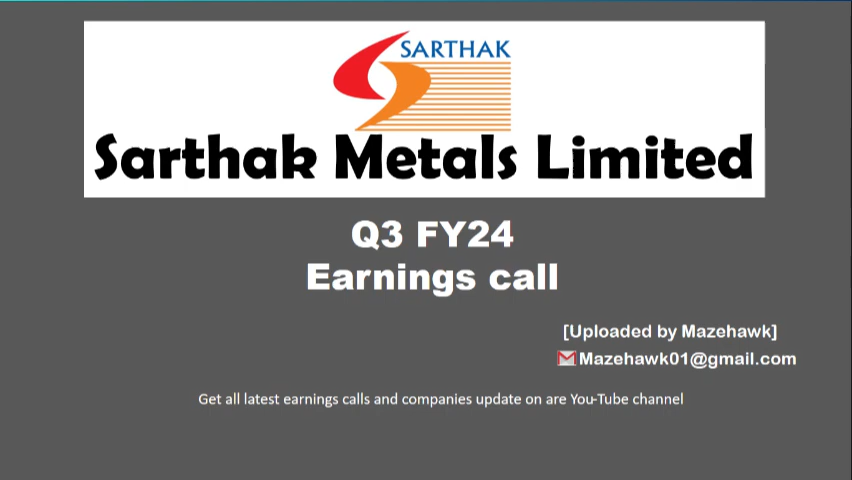 SARTHAK
Sarthak Metals Limited
Q3 FY24
Earnings call
[Uploaded by Mazehawk]
Mazehawk01@gmail.com
Get all latest earnings calls and companies update on are You-Tube channel